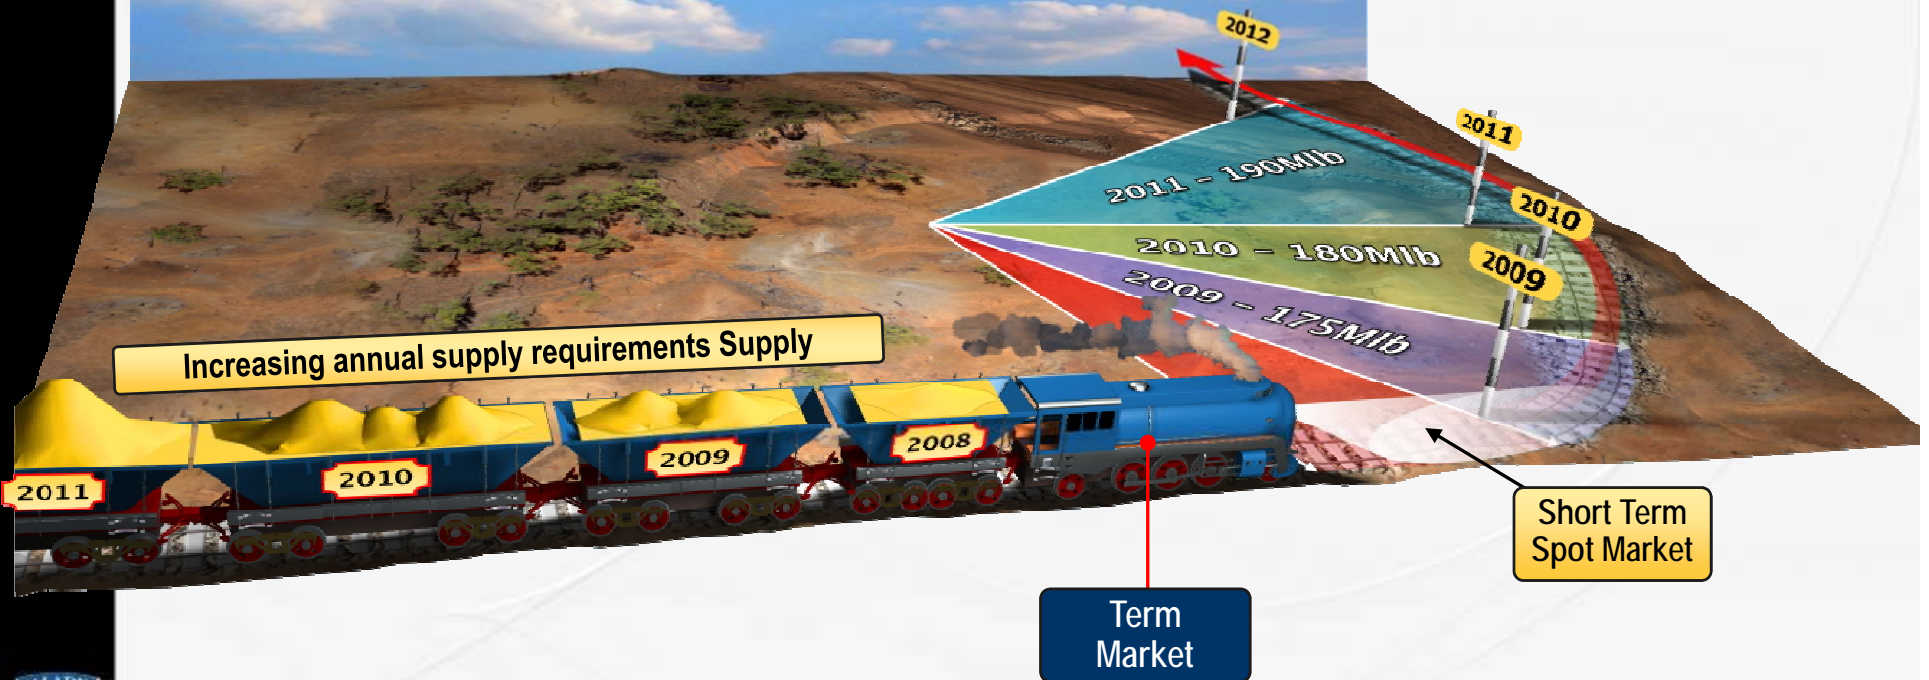 2012
2011
2010
2009
2011 - 190Mlb
2010 - 180Mlb
2009 - 175Mlb
Increasing annual supply requirements Supply
2011
2010
2009
2008
Short Term
Spot Market
Term
Market